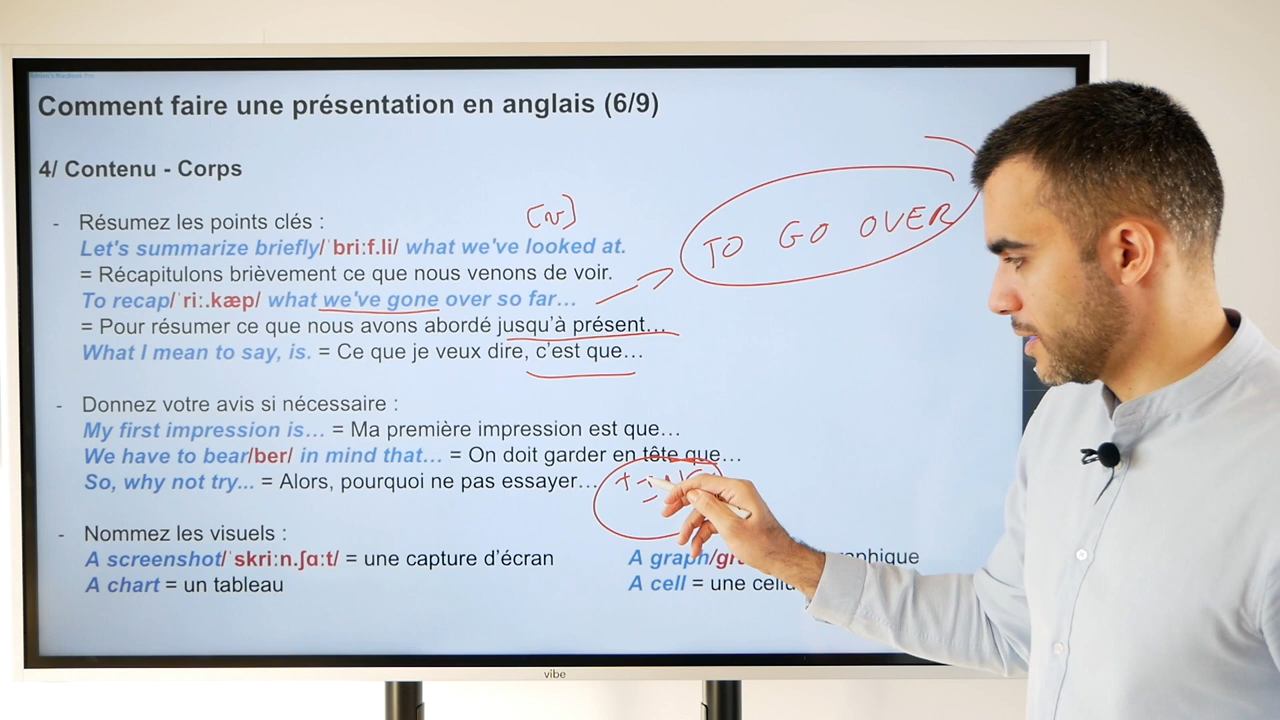 Comment faire une présentation en anglais (6/9)
4/ Contenu - Corps
- Résumez les points clés :
Let's summarize briefly/ˈbriːf.li/ what we've looked at.
= Récapitulons brièvement ce que nous venons de voir.
To recap/ˈriː.kæp/ what we've gone over so far…
= Pour résumer ce que nous avons abordé jusqu'à présent…
What I mean to say, is. = Ce que je veux dire, c'est que…
TO GO OVER
- Donnez votre avis si nécessaire :
My first impression is… = Ma première impression est que…
We have to bear/ber/ in mind that… = On doit garder en tête que…
So, why not try... = Alors, pourquoi ne pas essayer…
- Nommez les visuels :
A screenshot/ˈskriːn.ʃɑːt/ = une capture d'écran
A graph
A chart = un tableau
A cell = une
vibe